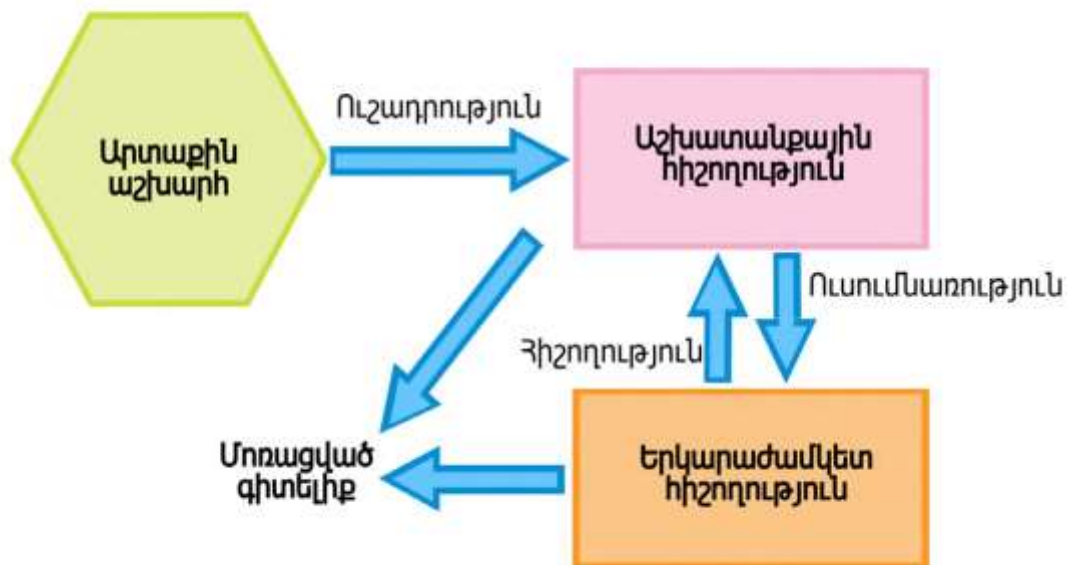 Ուշադրություն
Արտաքին
աշխարհ
Աշխատանքային
հիշողություն
Ուսումնառություն
Հիշողություն
Մոռացված
գիտելիք
Երկարաժամկետ
հիշողություն